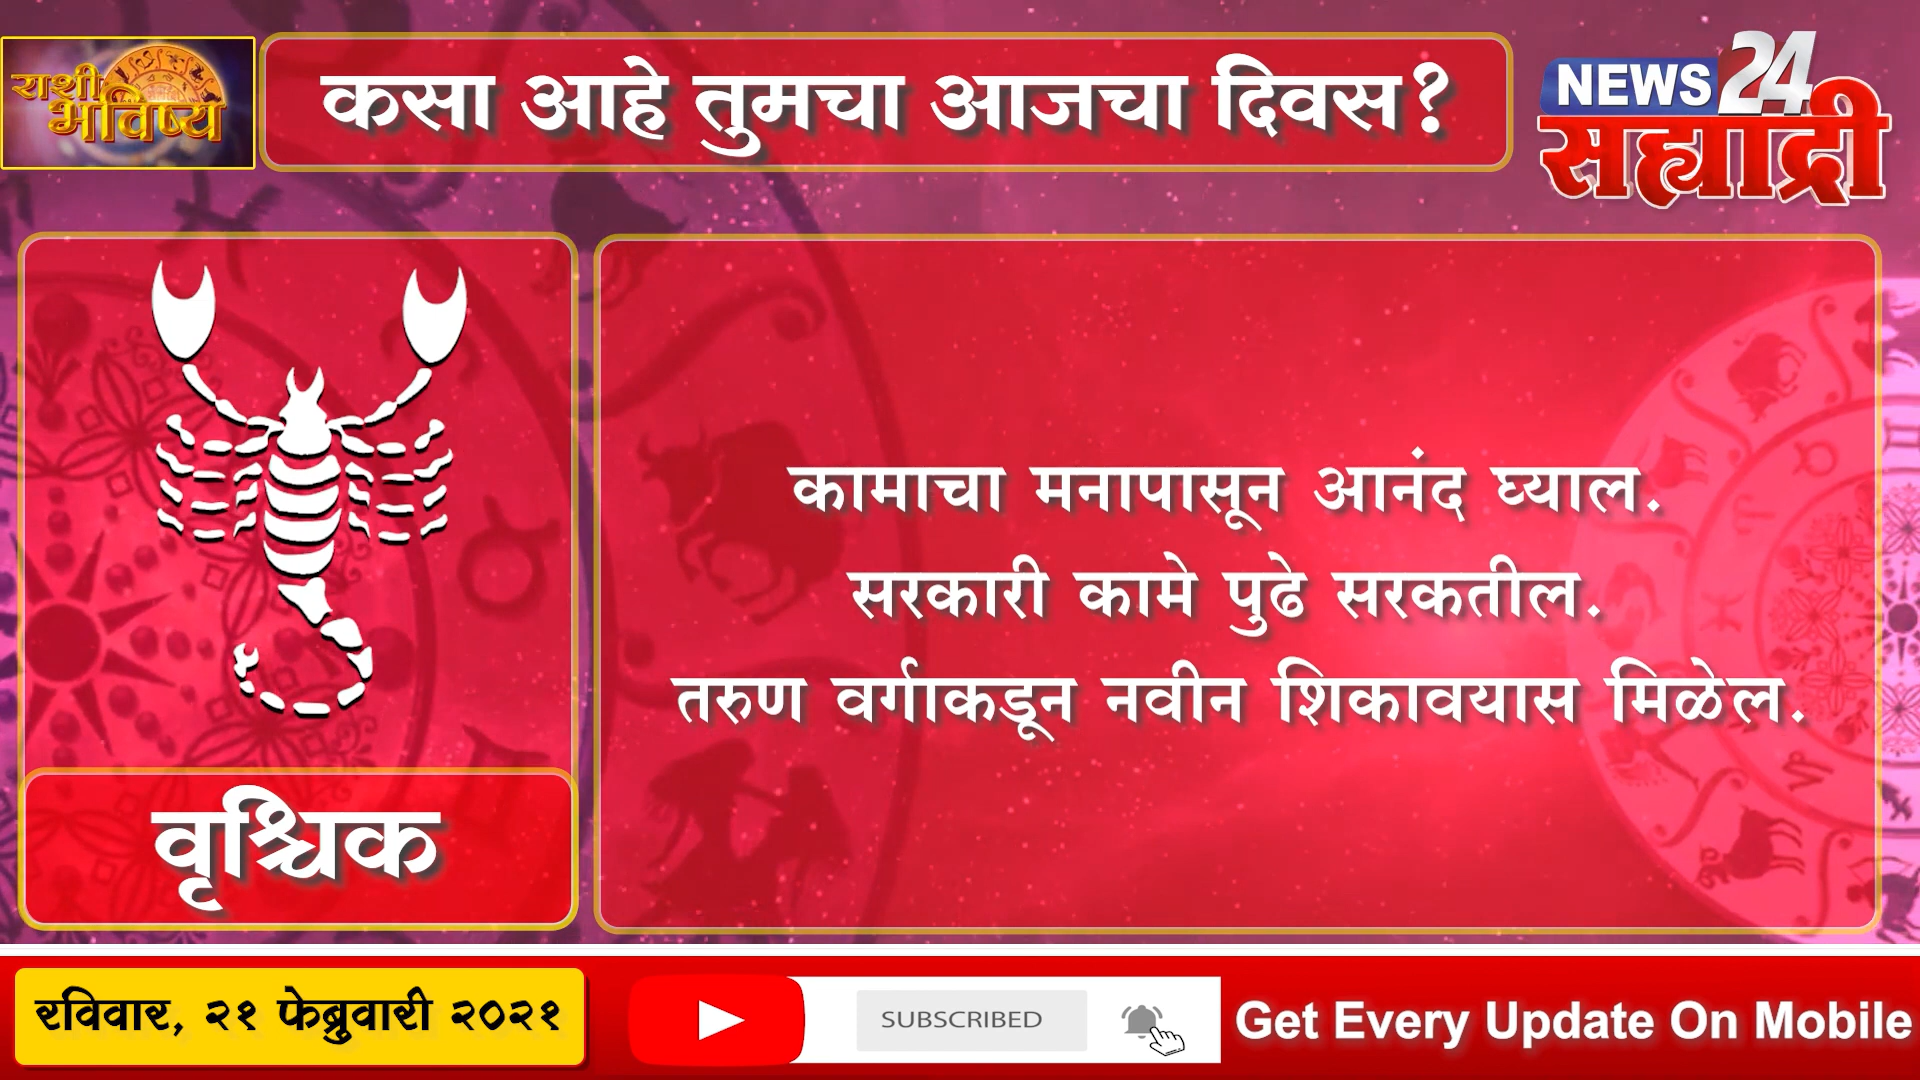 राशी
भविष्य
कसा आहे तुमचा आजचा दिवस?
NEWS 24
सह्याद्री
कामाचा मनापासून आनंद घ्याल.
सरकारी कामे पुढे सरकतील.
तरुण वर्गाकडून नवीन शिकावयास मिळेल.
वृश्चिक
रविवार, २१ फेब्रुवारी २०२१
SUBSCRIBED
Get Every Update On Mobile